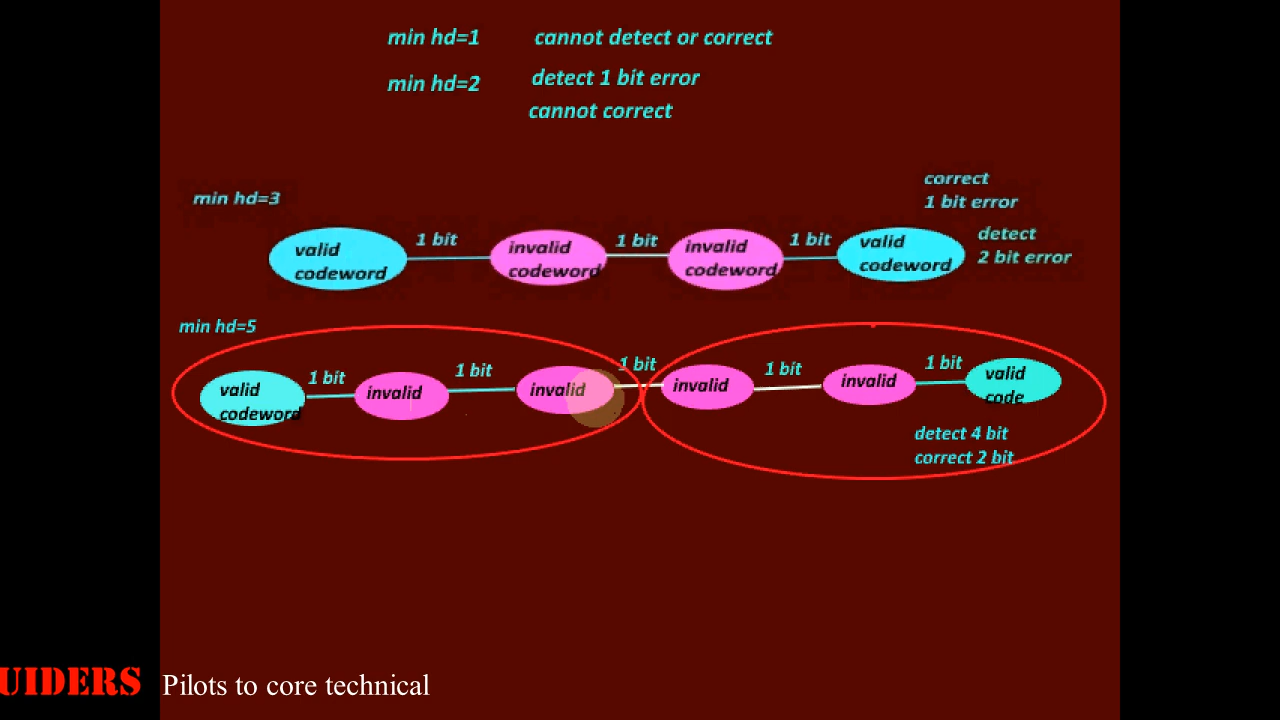 min hd=1 cannot detect or correct
min hd=2 detect 1 bit error
cannot correct
min hd=3
correct
1 bit error
valid
codeword
1 bit
invalid
codeword
1 bit
invalid
codeword
1 bit
valid
codeword
detect
2 bit error
min hd=5
valid
codeword
1 bit
invalid
1 bit
invalid
1 bit
invalid
1 bit
invalid
1 bit
valid
code
detect 4 bit
correct 2 bit
UIDERS Pilots to core technical